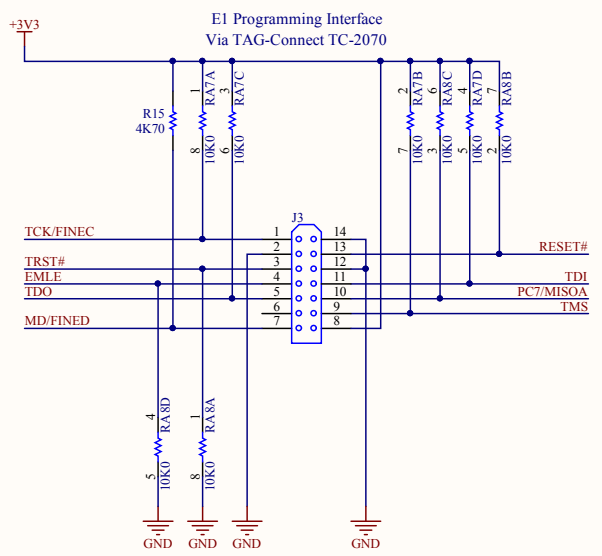 E1 Programming Interface
Via TAG-Connect TC-2070
+3V3
R15
4K70
1
RA7A
8
10K0
3
RA7C
6
10K0
2
RA7B
7
10K0
6
RA8C
3
10K0
4
RA7D
5
10K0
7
RA8B
2
10K0
J3
TCK/FINEC
1
14
2
13
RESET#
TRST#
3
12
EMLE
4
11
TDI
TDO
5
10
PC7/MISOA
6
9
TMS
MD/FINED
7
8
4
RA8D
5
10K0
1
RA8A
8
10K0
GND
GND
GND
GND